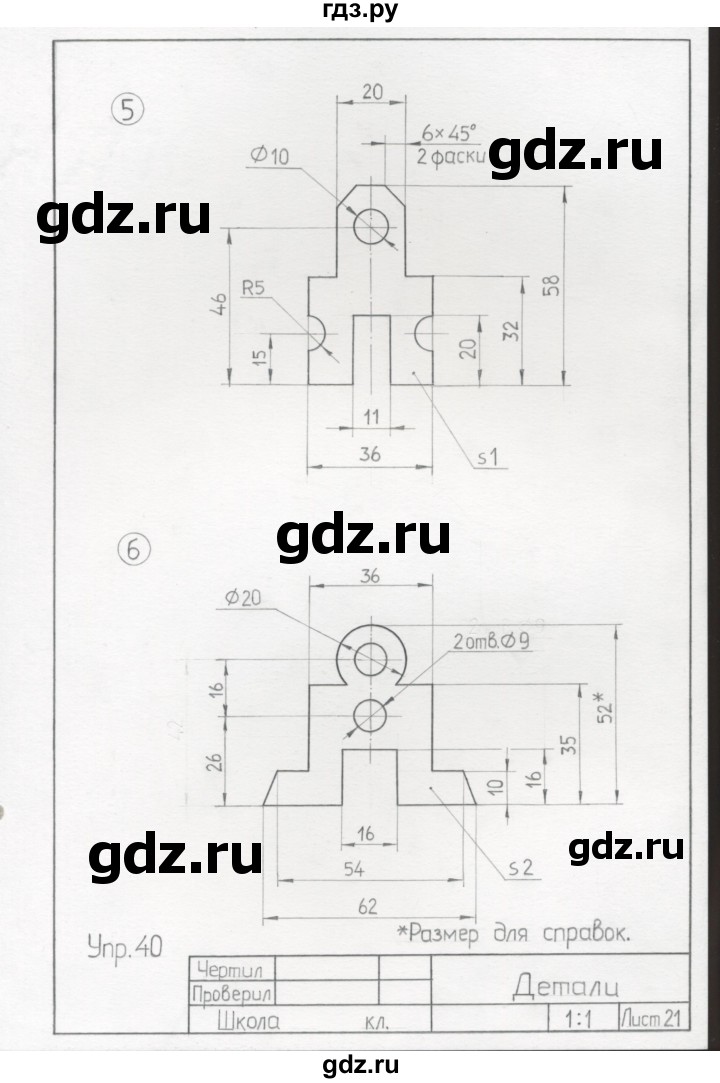 гдз.ру
5
20
6×45°
2 фаски
Ø10
gdz.ru
gdz.ru
46
R5
15
58
32
20
11
36
s1
gdz.ru
6
36
Ø20
2 отв.Ø9
16
26
52*
35
16
10
16
54
62
s2
gdz.ru
gdz.ru
*Размер для справок.
Упр.40
Чертил
Проверил
Детали
Школа кл.
1:1
Лист 21
gdz.ru